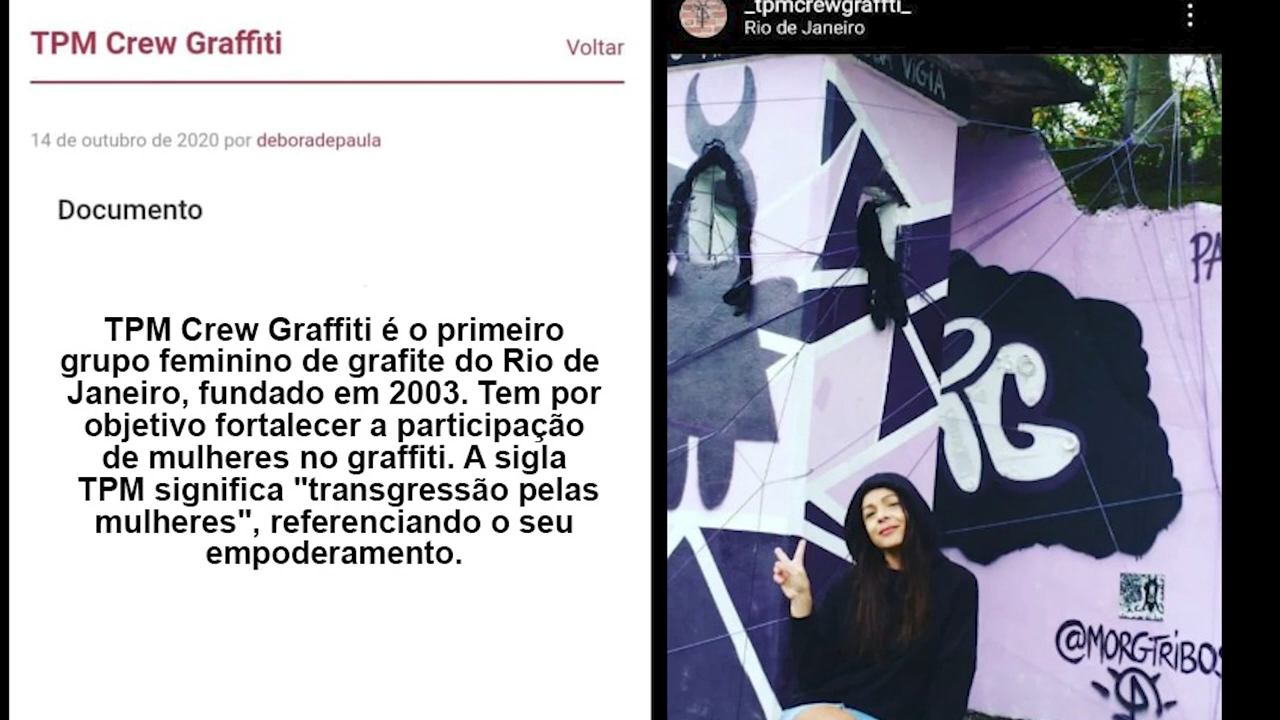 TPM Crew Graffiti
Voltar
14 de outubro de 2020 por deboradepaula
Documento
TPM Crew Graffiti é o primeiro
grupo feminino de grafite do Rio de
Janeiro, fundado em 2003. Tem por
objetivo fortalecer a participação
de mulheres no graffiti. A sigla
TPM significa "transgressão pelas
mulheres", referenciando o seu
empoderamento.
_tpmcrewgraffti_
Rio de Janeiro
VIGIA
PA
@MORGTRIBOS